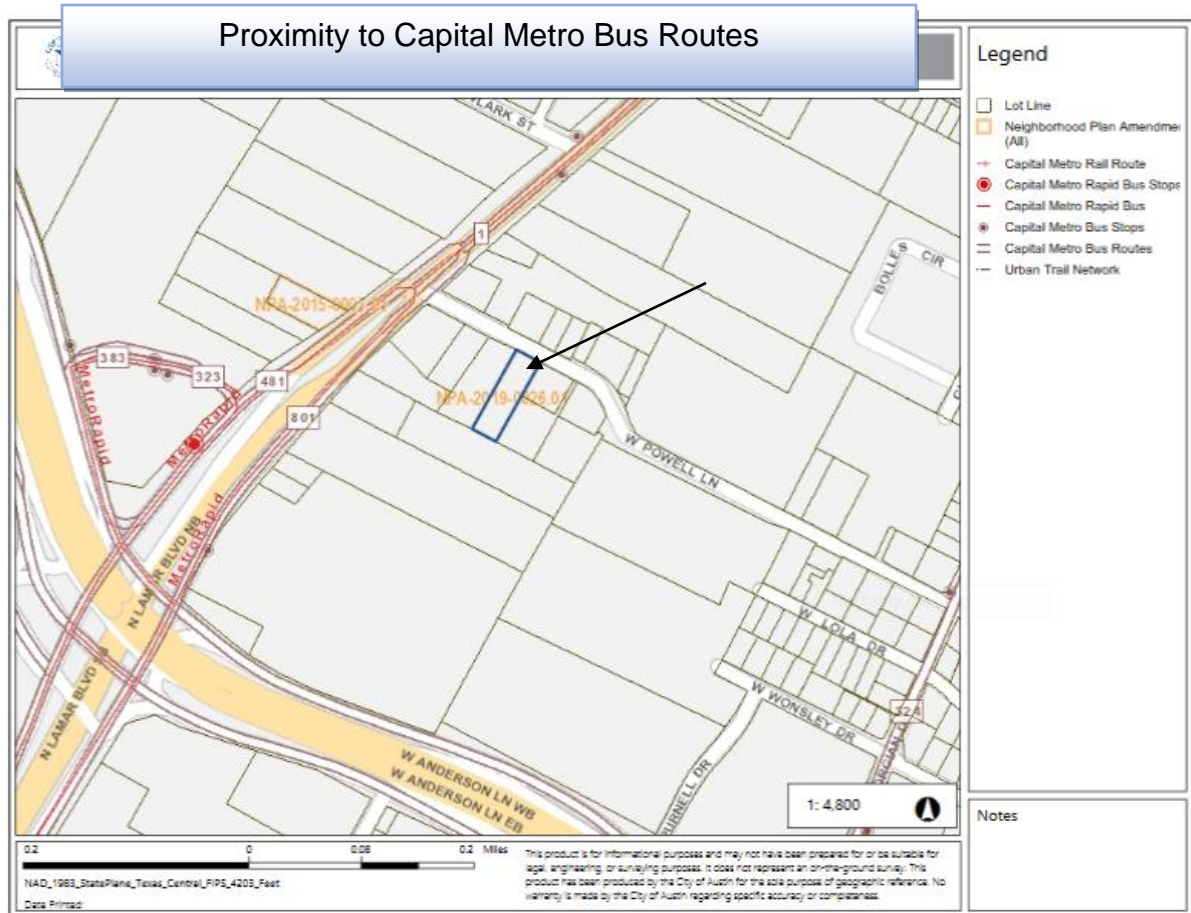 Proximity to Capital Metro Bus Routes
Legend
Lot Line
Neighborhood Plan Amendme
(All)
Capital Metro Rail Route
Capital Metro Rapid Bus Stops
Capital Metro Rapid Bus
Capital Metro Bus Stops
Capital Metro Bus Routes
Urban Trail Network
LARK ST
1
BOLLES CIR
383
323
481
801
MetroRapid
MetroRapid
MetroRapid
W POWELL LN
N LAMAR BLVD NB
N LAMAR BLVD SB
W LOLA DR
W WONSLEY DR
324
W ANDERSON LN WB
W ANDERSON LN EB
1: 4,800
Notes
0.2 0 0.08 0.2 Miles
NAD_1983_StatePlane_Texas_Central_FIPS_4203_Feet
Date Printed:
This product is for informational purposes and may not have been prepared for or be suitable for
legal, engineering, or surveying purposes. It does not represent an on-the-ground survey. This
product has been produced by the City of Austin for the sole purpose of geographic reference. No
warranty is made by the City of Austin regarding specific accuracy or completeness.